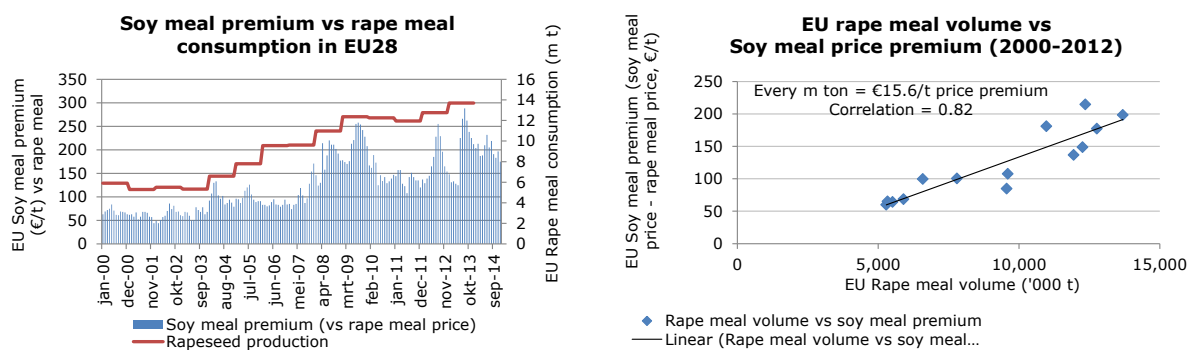 Soy meal premium vs rape meal
consumption in EU28
EU Soy meal premium
(€/t) vs rape meal
350
300
250
200
150
100
50
0
16
14
12
10
8
6
4
2
0
EU Rape meal consumption (m t)
jan-00
dec-00
nov-01
okt-02
sep-03
aug-04
jul-05
jun-06
mei-07
apr-08
mrt-09
feb-10
jan-11
dec-11
nov-12
okt-13
sep-14
Soy meal premium (vs rape meal price)
Rapeseed production
EU rape meal volume vs
Soy meal price premium (2000-2012)
EU Soy meal premium (soy meal
price - rape meal price, €/t)
250
200
150
100
50
0
Every m ton = €15.6/t price premium
Correlation = 0.82
0
5,000
10,000
15,000
EU Rape meal volume ('000 t)
Rape meal volume vs soy meal premium
Linear (Rape meal volume vs soy meal…